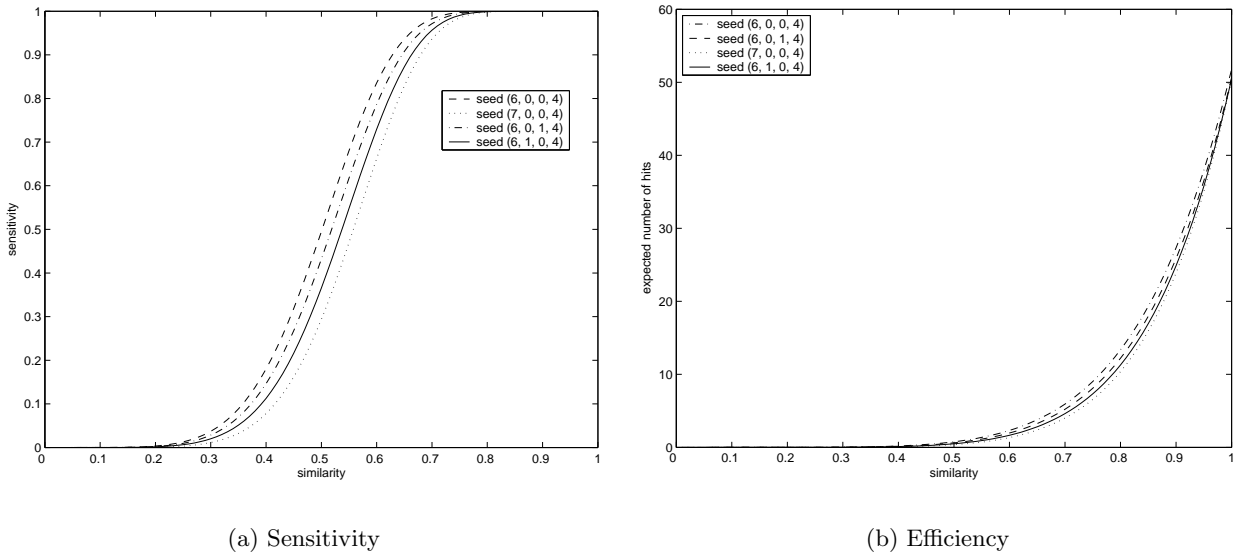 1
0.9
0.8
0.7
0.6
0.5
0.4
0.3
0.2
0.1
0
sensitivity
seed (6, 0, 0, 4)
seed (7, 0, 0, 4)
seed (6, 0, 1, 4)
seed (6, 1, 0, 4)
0 0.1 0.2 0.3 0.4 0.5 0.6 0.7 0.8 0.9 1
similarity
(a) Sensitivity
60
50
40
30
20
10
0
expected number of hits
seed (6, 0, 0, 4)
seed (6, 0, 1, 4)
seed (7, 0, 0, 4)
seed (6, 1, 0, 4)
0 0.1 0.2 0.3 0.4 0.5 0.6 0.7 0.8 0.9 1
similarity
(b) Efficiency